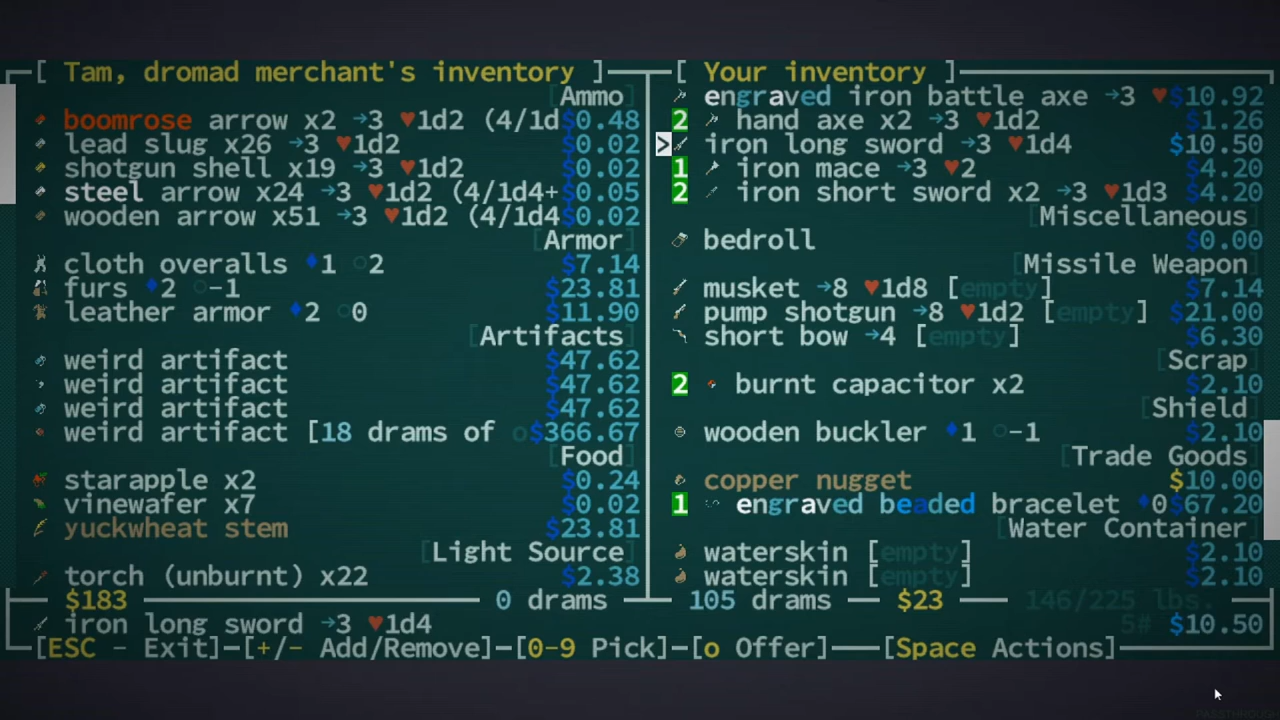 [ Tam, dromad merchant's inventory ]
[Ammo]
boomrose arrow x2 →3 ♥1d2 (4/1d $0.48
lead slug x26 →3 ♥1d2 $0.02
shotgun shell x19 →3 ♥1d2 $0.02
steel arrow x24 →3 ♥1d2 (4/1d4+ $0.05
wooden arrow x51 →3 ♥1d2 (4/1d4 $0.02
[Armor]
cloth overalls ♦1 ○2 $7.14
furs ♦2 ○-1 $23.81
leather armor ♦2 ○0 $11.90
[Artifacts]
weird artifact $47.62
weird artifact $47.62
weird artifact $47.62
weird artifact [18 drams of o $366.67
[Food]
starapple x2 $0.24
vinewafer x7 $0.02
yuckwheat stem $23.81
[Light Source]
torch (unburnt) x22 $2.38
[ Your inventory ]
engraved iron battle axe →3 ♥ $10.92
2 hand axe x2 →3 ♥1d2 $1.26
> iron long sword →3 ♥1d4 $10.50
1 iron mace →3 ♥2 $4.20
2 iron short sword x2 →3 ♥1d3 $4.20
[Miscellaneous]
bedroll $0.00
[Missile Weapon]
musket →8 ♥1d8 [empty] $7.14
pump shotgun →8 ♥1d2 [empty] $21.00
short bow →4 [empty] $6.30
[Scrap]
2 burnt capacitor x2 $2.10
[Shield]
wooden buckler ♦1 ○-1 $2.10
[Trade Goods]
copper nugget $10.00
1 engraved beaded bracelet ♦0 $67.20
[Water Container]
waterskin [empty] $2.10
waterskin [empty] $2.10
$183 0 drams 105 drams $23 146/225 lbs.
iron long sword →3 ♥1d4 5# $10.50
[ESC - Exit]-[+/- Add/Remove]-[0-9 Pick]-[o Offer] [Space Actions]